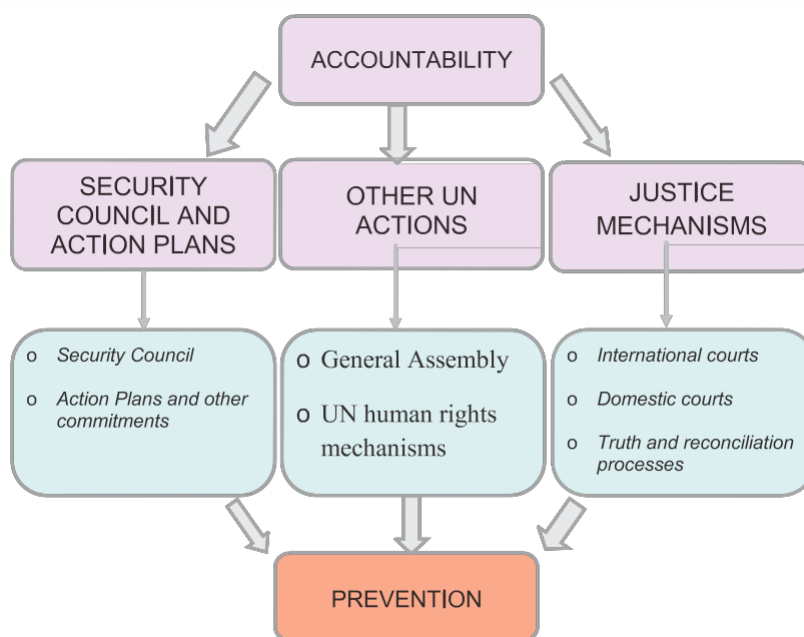 ACCOUNTABILITY
SECURITY
COUNCIL AND
ACTION PLANS
OTHER UN
ACTIONS
JUSTICE
MECHANISMS
o Security Council
o Action Plans and other
commitments
o General Assembly
o UN human rights
mechanisms
o International courts
o Domestic courts
o Truth and reconciliation
processes
PREVENTION